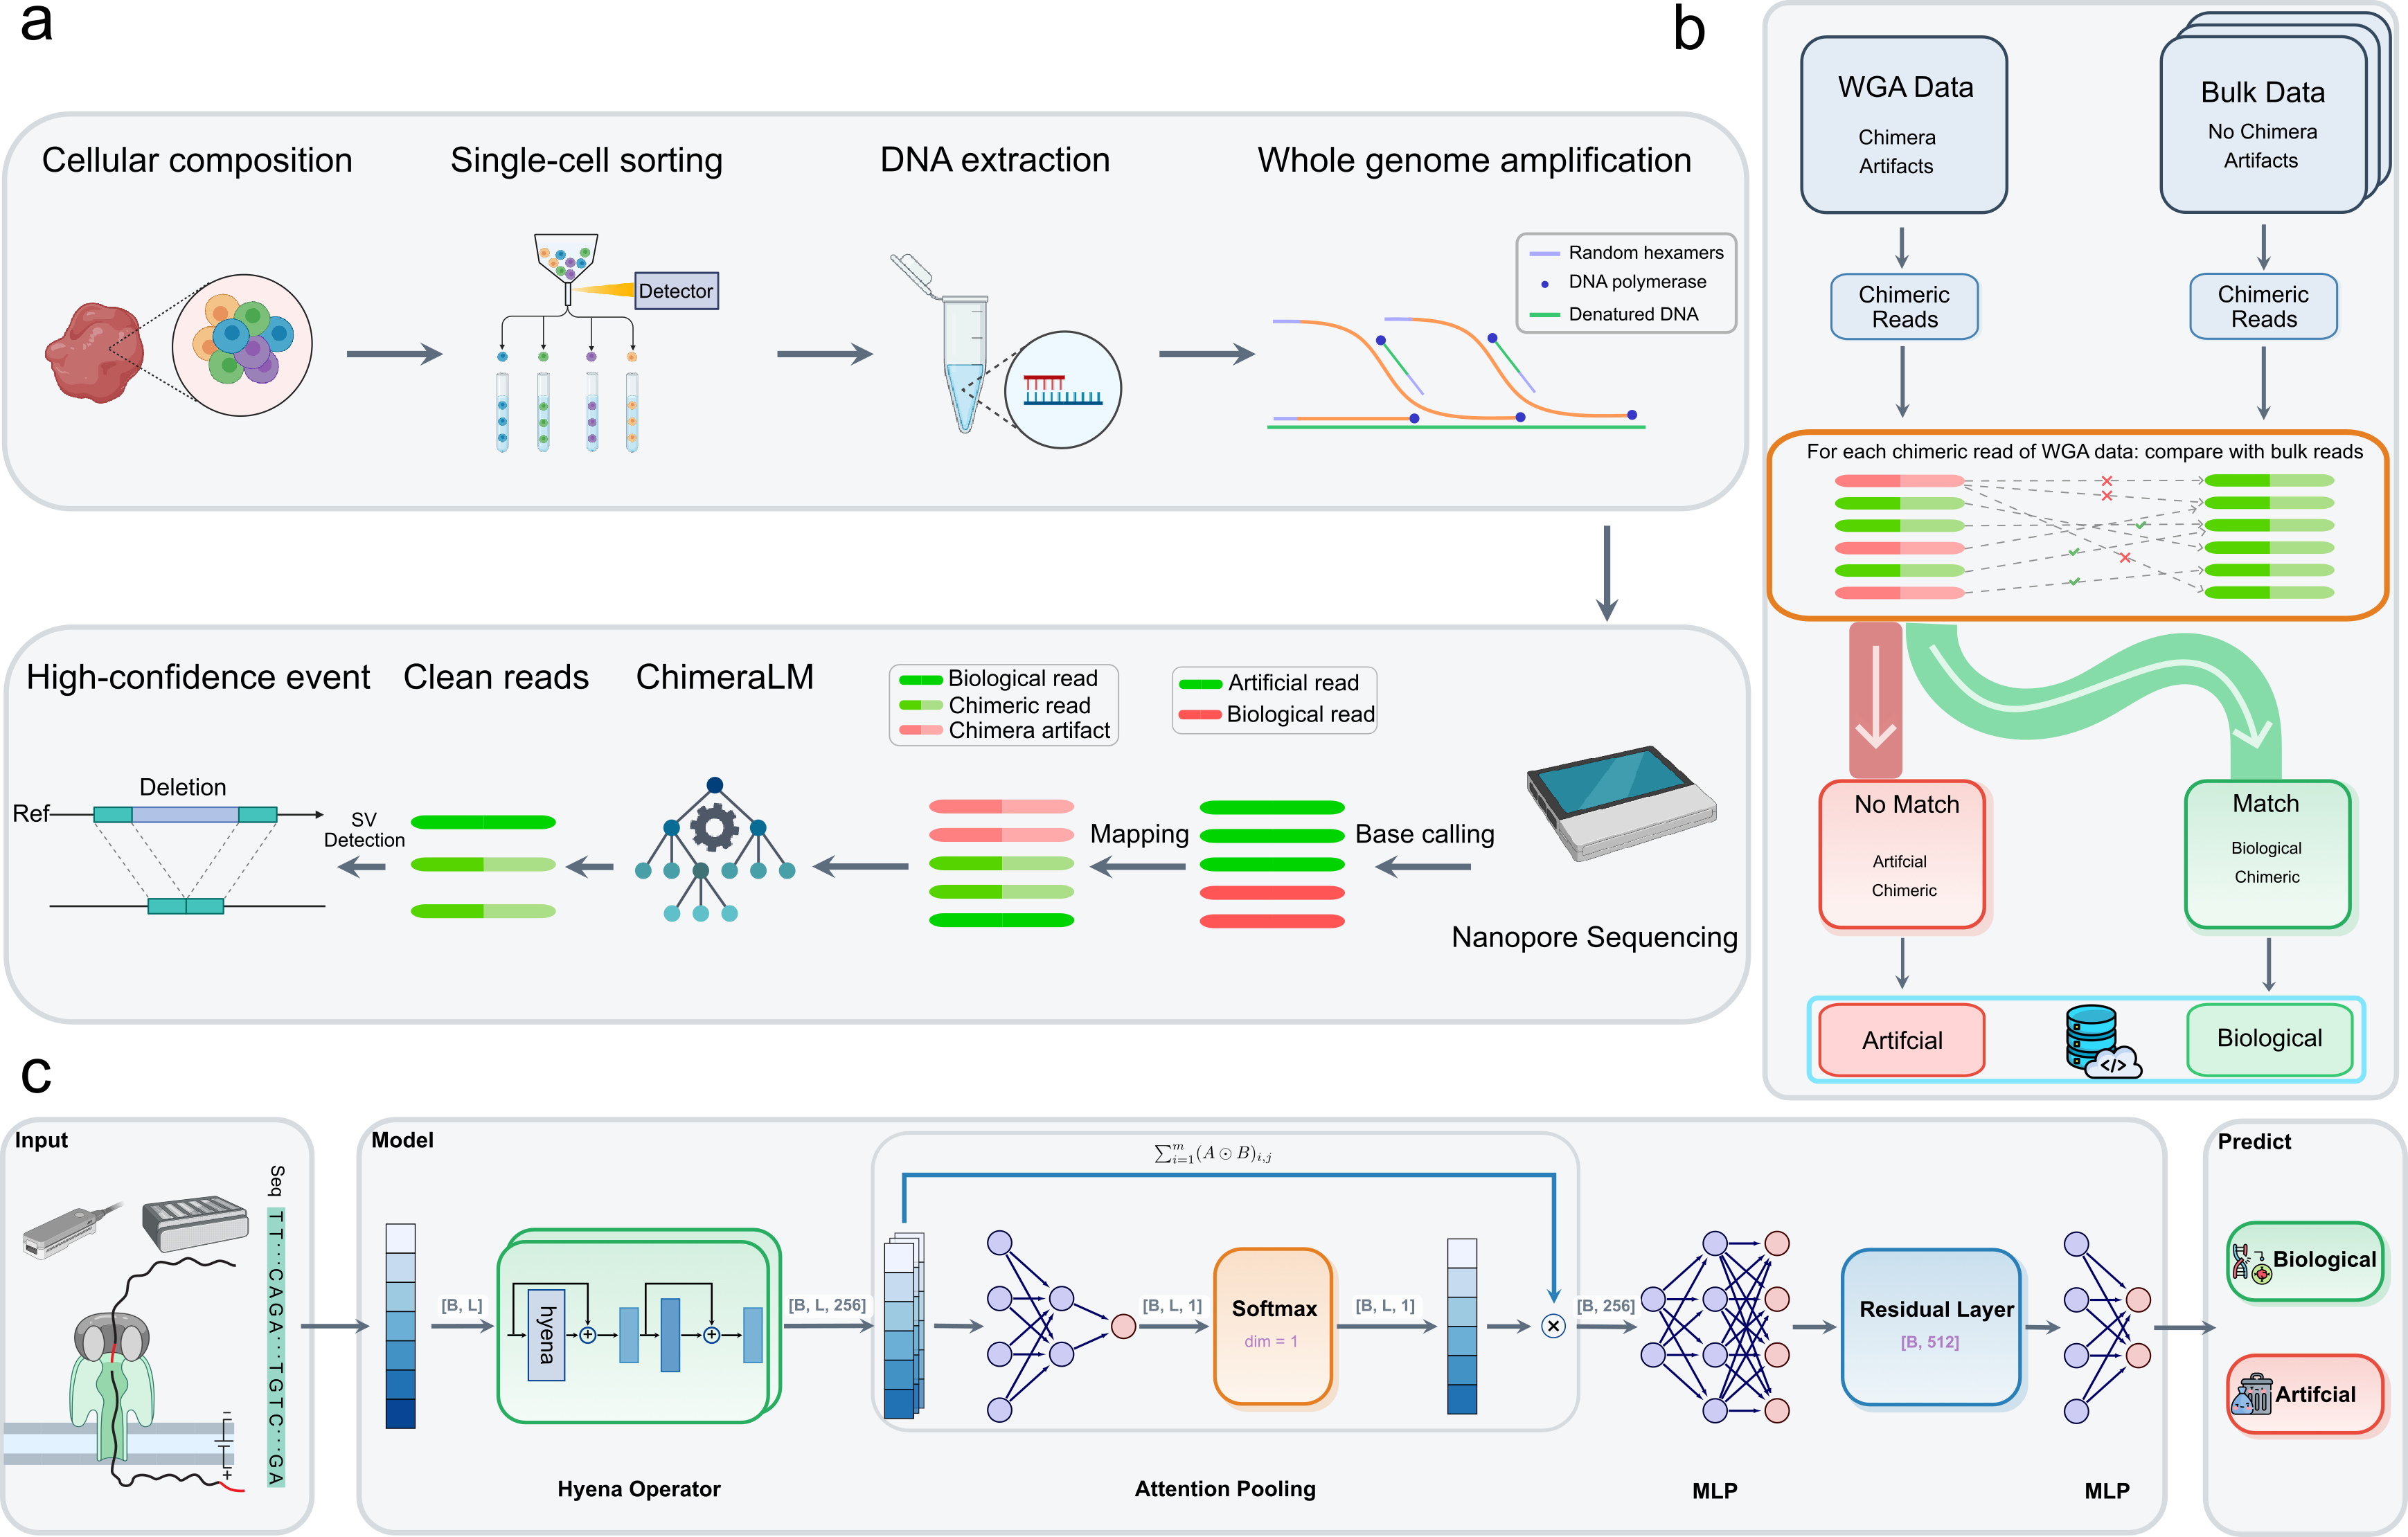 a
Cellular composition
Single-cell sorting
DNA extraction
Whole genome amplification
Detector
Random hexamers
DNA polymerase
Denatured DNA
High-confidence event
Clean reads
ChimeraLM
Biological read
Chimeric read
Chimera artifact
Artificial read
Biological read
Deletion
Ref
SV
Detection
Mapping
Base calling
Nanopore Sequencing
b
WGA Data
Chimera
Artifacts
Bulk Data
No Chimera
Artifacts
Chimeric
Reads
Chimeric
Reads
For each chimeric read of WGA data: compare with bulk reads
No Match
Artifcial
Chimeric
Match
Biological
Chimeric
Artifcial
</>
Biological
c
Input
Seq
T T ··· C A G A ··· T G T C ··· G A
−
+
Model
[B, L]
hyena
+
+
[B, L, 256]
Hyena Operator
∑ᵢ₌₁ᵐ(A ⊙ B)ᵢ,ⱼ
[B, L, 1]
Softmax
dim = 1
[B, L, 1]
×
Attention Pooling
[B, 256]
MLP
Residual Layer
[B, 512]
MLP
Predict
Biological
Artifcial